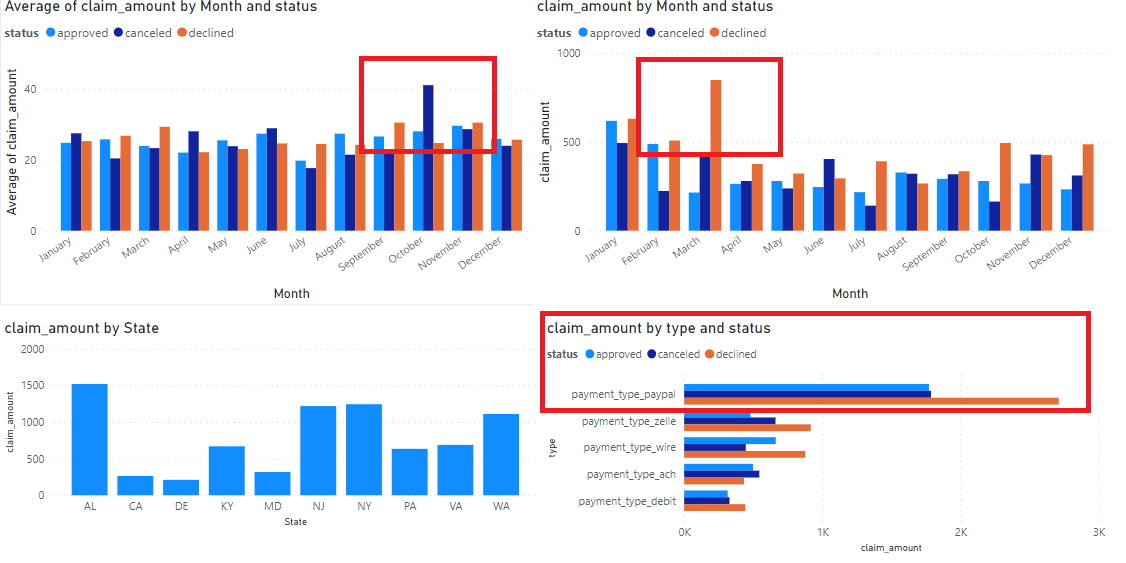 Average of claim_amount by Month and status
status approved canceled declined
Average of claim_amount
40
20
0
January
February
March
April
May
June
July
August
September
October
November
December
Month
claim_amount by Month and status
status approved canceled declined
claim_amount
1000
500
0
January
February
March
April
May
June
July
August
September
October
November
December
Month
claim_amount by State
claim_amount
2000
1500
1000
500
0
AL CA DE KY MD NJ NY PA VA WA
State
claim_amount by type and status
status approved canceled declined
type
payment_type_paypal
payment_type_zelle
payment_type_wire
payment_type_ach
payment_type_debit
0K 1K 2K 3K
claim_amount